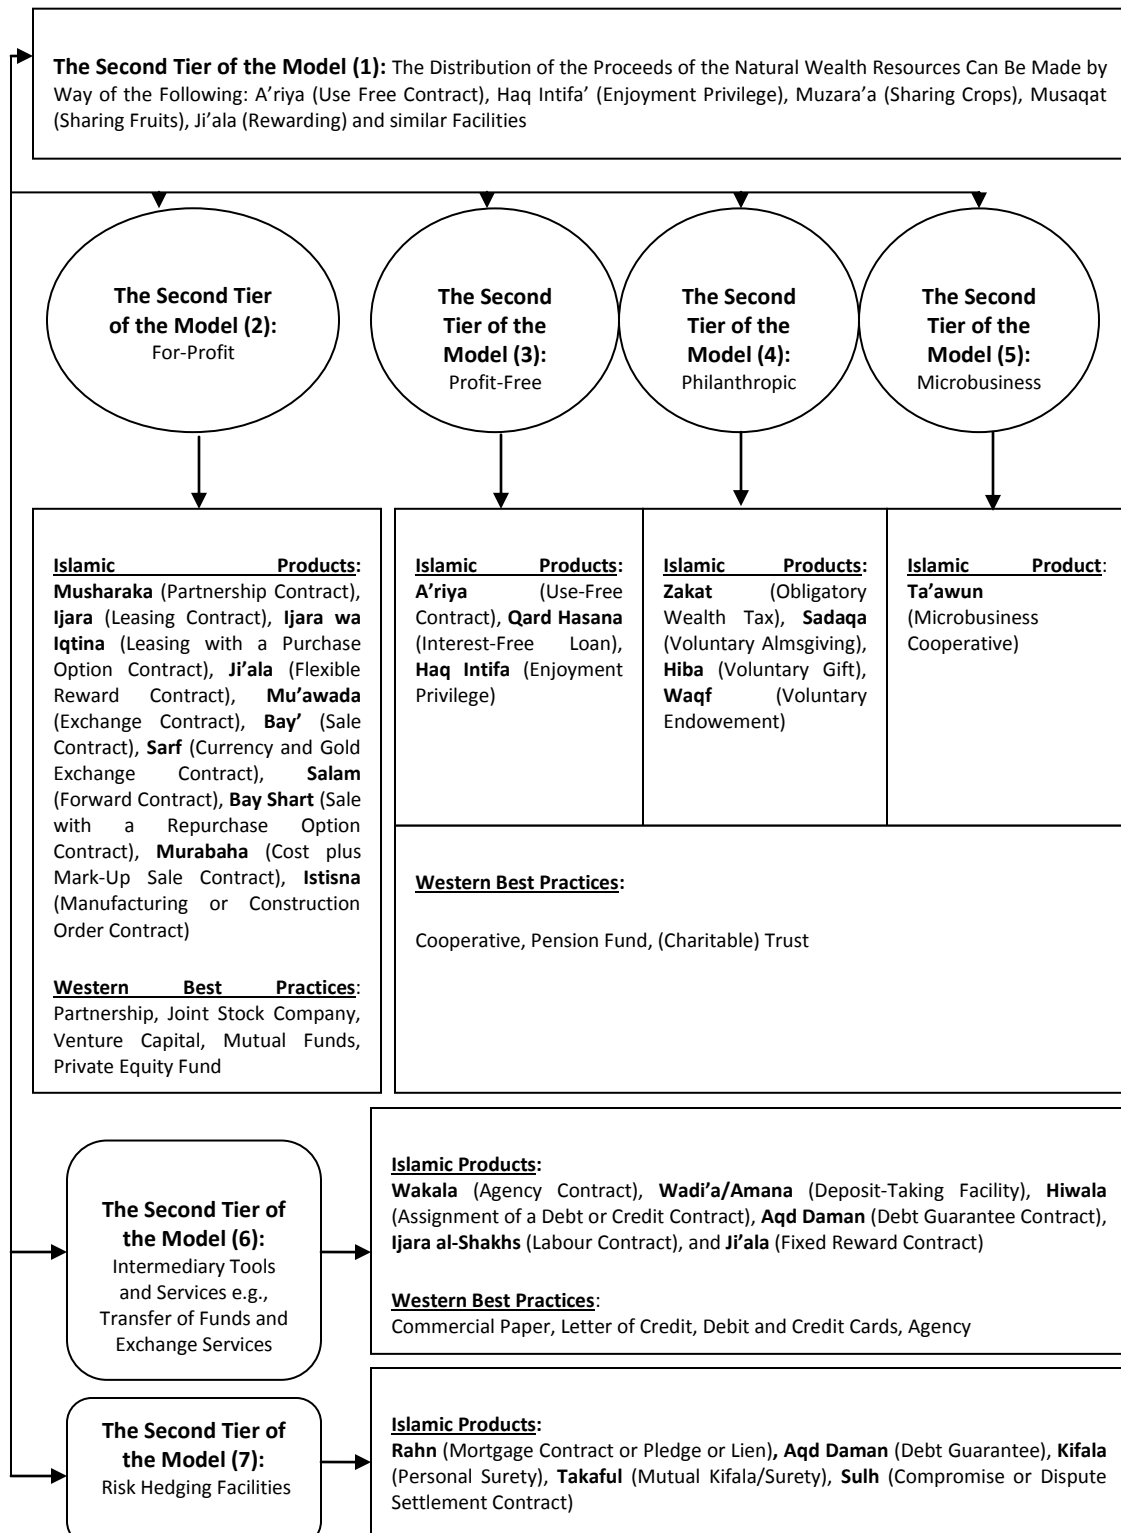 The Second Tier of the Model (1): The Distribution of the Proceeds of the Natural Wealth Resources Can Be Made by
Way of the Following: A’riya (Use Free Contract), Haq Intifa’ (Enjoyment Privilege), Muzara’a (Sharing Crops), Musaqat
(Sharing Fruits), Ji’ala (Rewarding) and similar Facilities
The Second Tier
of the Model (2):
For-Profit
The Second
Tier of the
Model (3):
Profit-Free
The Second
Tier of the
Model (4):
Philanthropic
The Second
Tier of the
Model (5):
Microbusiness
Islamic Products:
Musharaka (Partnership Contract),
Ijara (Leasing Contract), Ijara wa
Iqtina (Leasing with a Purchase
Option Contract), Ji’ala (Flexible
Reward Contract), Mu’awada
(Exchange Contract), Bay’ (Sale
Contract), Sarf (Currency and Gold
Exchange Contract), Salam
(Forward Contract), Bay Shart (Sale
with a Repurchase Option
Contract), Murabaha (Cost plus
Mark-Up Sale Contract), Istisna
(Manufacturing or Construction
Order Contract)
Western Best Practices:
Partnership, Joint Stock Company,
Venture Capital, Mutual Funds,
Private Equity Fund
Islamic Products:
A’riya (Use-Free
Contract), Qard Hasana
(Interest-Free Loan),
Haq Intifa (Enjoyment
Privilege)
Islamic Products:
Zakat (Obligatory
Wealth Tax), Sadaqa
(Voluntary Almsgiving),
Hiba (Voluntary Gift),
Waqf (Voluntary
Endowement)
Islamic Product:
Ta’awun
(Microbusiness
Cooperative)
Western Best Practices:
Cooperative, Pension Fund, (Charitable) Trust
The Second Tier of
the Model (6):
Intermediary Tools
and Services e.g.,
Transfer of Funds and
Exchange Services
Islamic Products:
Wakala (Agency Contract), Wadi’a/Amana (Deposit-Taking Facility), Hiwala
(Assignment of a Debt or Credit Contract), Aqd Daman (Debt Guarantee Contract),
Ijara al-Shakhs (Labour Contract), and Ji’ala (Fixed Reward Contract)
Western Best Practices:
Commercial Paper, Letter of Credit, Debit and Credit Cards, Agency
The Second Tier of
the Model (7):
Risk Hedging Facilities
Islamic Products:
Rahn (Mortgage Contract or Pledge or Lien), Aqd Daman (Debt Guarantee), Kifala
(Personal Surety), Takaful (Mutual Kifala/Surety), Sulh (Compromise or Dispute
Settlement Contract)